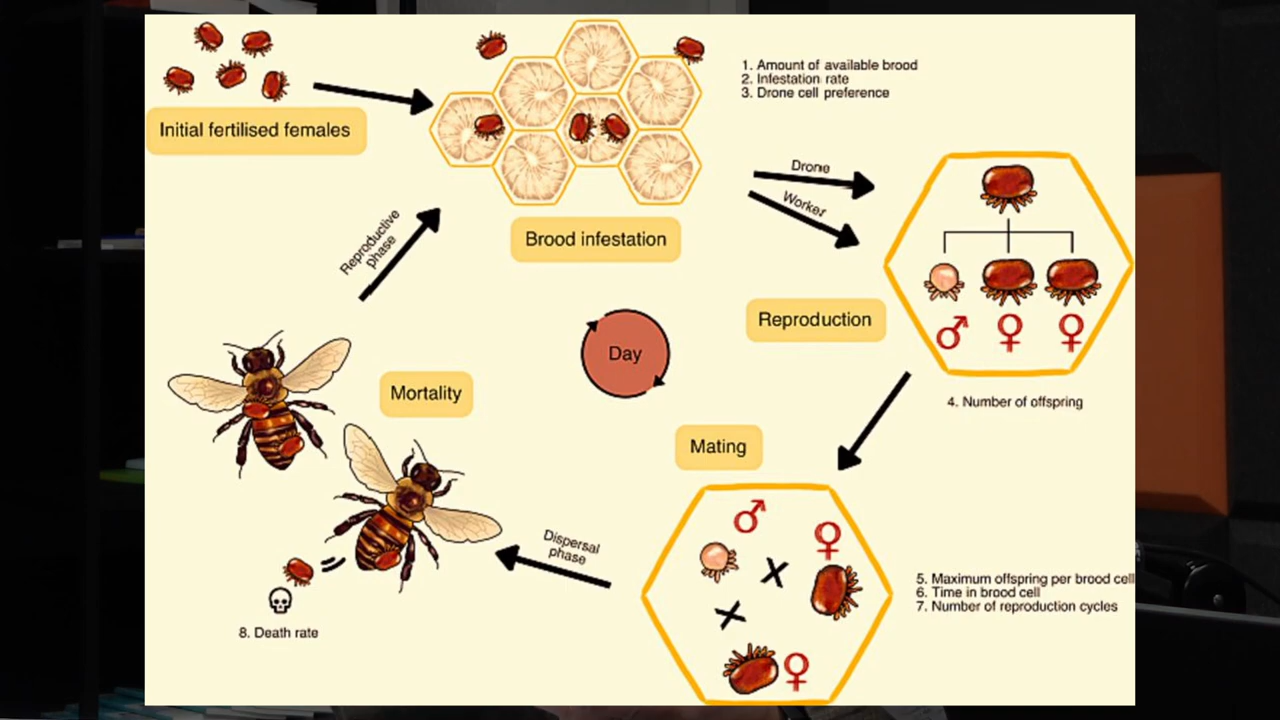 Initial fertilised females
1. Amount of available brood
2. Infestation rate
3. Drone cell preference
Drone
Worker
Brood infestation
Reproductive
phase
Reproduction
Day
Mortality
4. Number of offspring
Mating
Dispersal
phase
5. Maximum offspring per brood cell
6. Time in brood cell
7. Number of reproduction cycles
8. Death rate